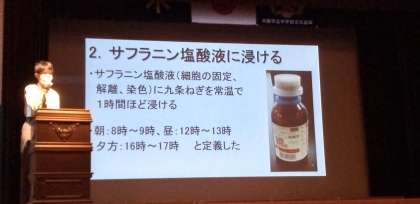 2. サフラニン塩酸液に浸ける
・サフラニン塩酸液(細胞の固定、
解離、染色)に九条ねぎを常温で
1時間ほど浸ける
・朝:8時~9時、昼:12時~13時
夕方:16時~17時 と定義した